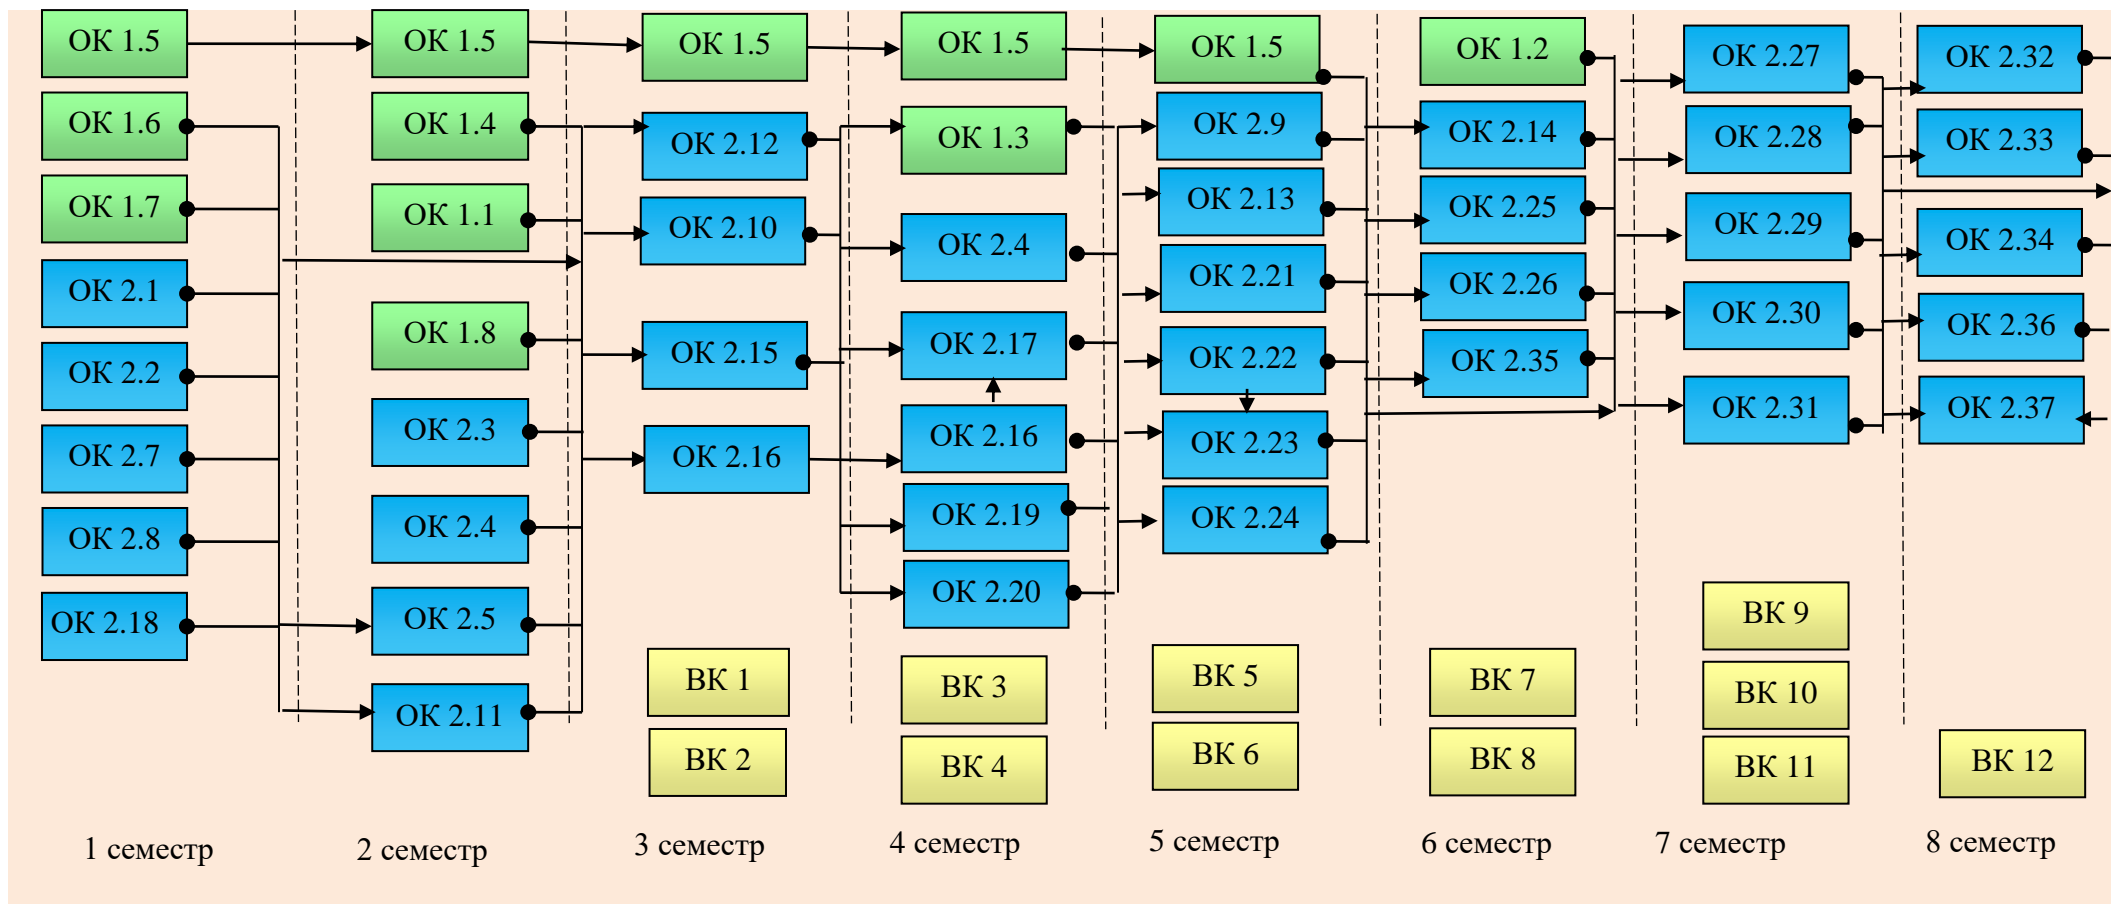 ОК 1.5
ОК 1.6
ОК 1.7
ОК 2.1
ОК 2.2
ОК 2.7
ОК 2.8
ОК 2.18
1 семестр
ОК 1.5
ОК 1.4
ОК 1.1
ОК 1.8
ОК 2.3
ОК 2.4
ОК 2.5
ОК 2.11
2 семестр
ОК 1.5
ОК 2.12
ОК 2.10
ОК 2.15
ОК 2.16
ВК 1
ВК 2
3 семестр
ОК 1.5
ОК 1.3
ОК 2.4
ОК 2.17
ОК 2.16
ОК 2.19
ОК 2.20
ВК 3
ВК 4
4 семестр
ОК 1.5
ОК 2.9
ОК 2.13
ОК 2.21
ОК 2.22
ОК 2.23
ОК 2.24
ВК 5
ВК 6
5 семестр
ОК 1.2
ОК 2.14
ОК 2.25
ОК 2.26
ОК 2.35
ВК 7
ВК 8
6 семестр
ОК 2.27
ОК 2.28
ОК 2.29
ОК 2.30
ОК 2.31
ВК 9
ВК 10
ВК 11
7 семестр
ОК 2.32
ОК 2.33
ОК 2.34
ОК 2.36
ОК 2.37
ВК 12
8 семестр